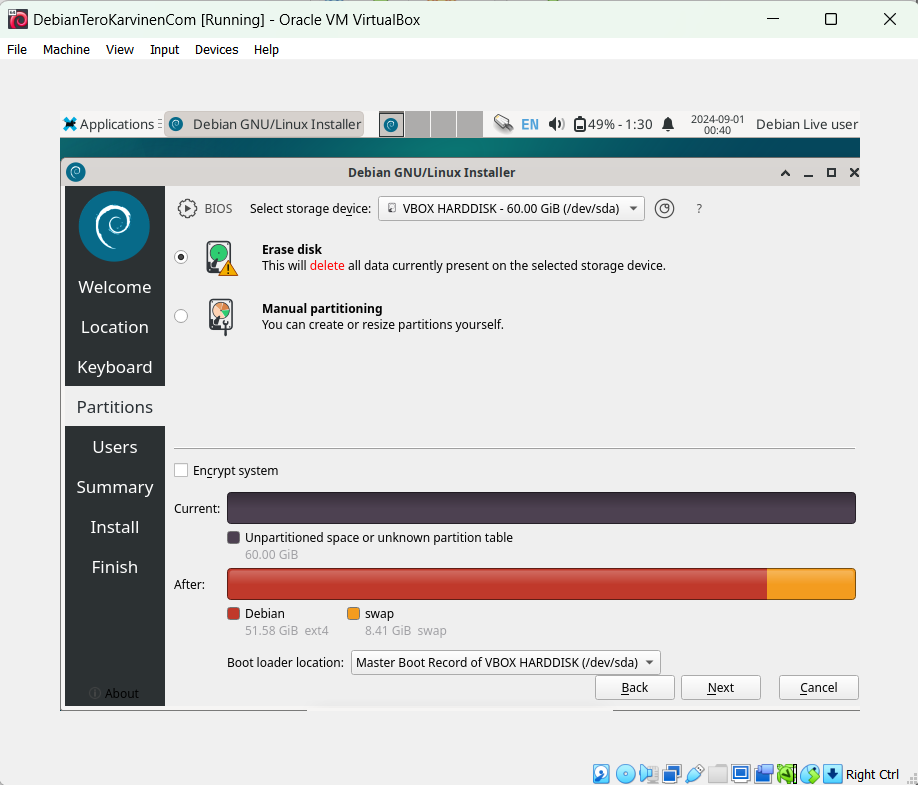 DebianTeroKarvinenCom [Running] - Oracle VM VirtualBox
File Machine View Input Devices Help
Applications Debian GNU/Linux Installer EN 49% - 1:30 2024-09-01 Debian Live user
00:40
Debian GNU/Linux Installer
BIOS Select storage device: VBOX HARDDISK - 60.00 GiB (/dev/sda) ?
Erase disk
This will delete all data currently present on the selected storage device.
Manual partitioning
You can create or resize partitions yourself.
Welcome
Location
Keyboard
Partitions
Users
Summary
Install
Finish
About
Encrypt system
Current:
Unpartitioned space or unknown partition table
60.00 GiB
After:
Debian swap
51.58 GiB ext4 8.41 GiB swap
Boot loader location: Master Boot Record of VBOX HARDDISK (/dev/sda)
Back Next Cancel
Right Ctrl